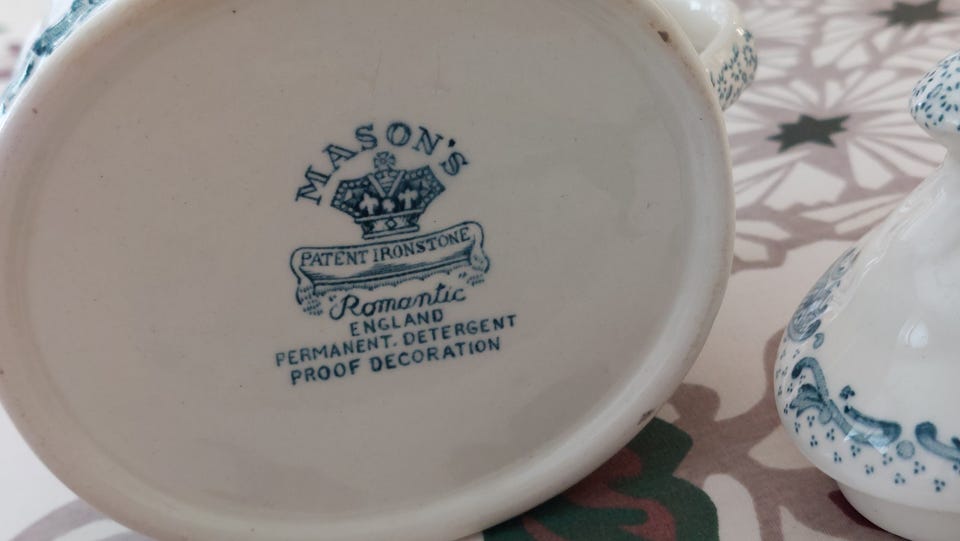 MASON'S
PATENT IRONSTONE
"Romantic"
ENGLAND
PERMANENT. DETERGENT
PROOF DECORATION